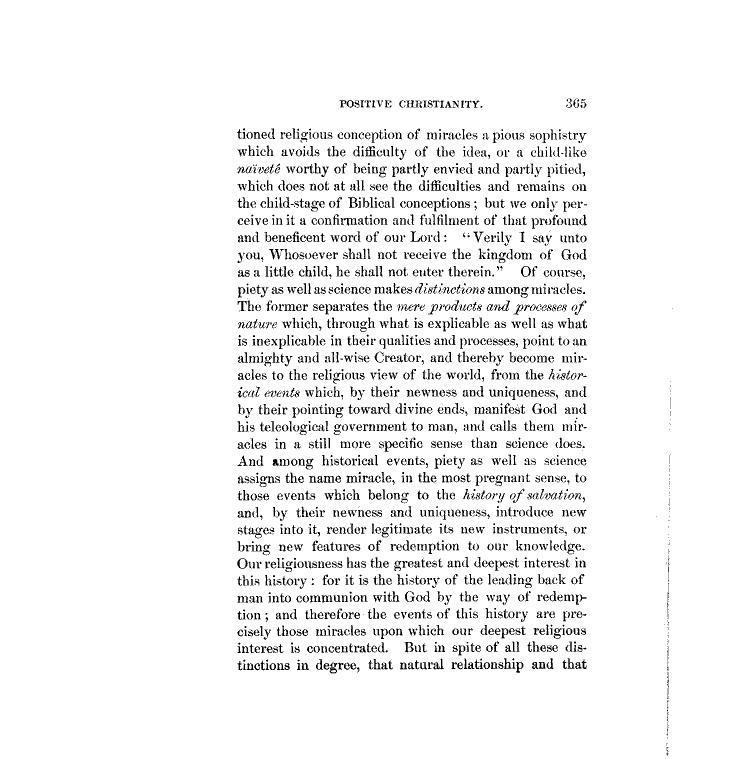 POSITIVE CHRISTIANITY. 365
tioned religious conception of miracles a pious sophistry
which avoids the difficulty of the idea, or a child-like
naïveté worthy of being partly envied and partly pitied,
which does not at all see the difficulties and remains on
the child-stage of Biblical conceptions; but we only per-
ceive in it a confirmation and fulfilment of that profound
and beneficent word of our Lord: "Verily I say unto
you, Whosoever shall not receive the kingdom of God
as a little child, he shall not enter therein." Of course,
piety as well as science makes distinctions among miracles.
The former separates the mere products and processes of
nature which, through what is explicable as well as what
is inexplicable in their qualities and processes, point to an
almighty and all-wise Creator, and thereby become mir-
acles to the religious view of the world, from the histor-
ical events which, by their newness and uniqueness, and
by their pointing toward divine ends, manifest God and
his teleological government to man, and calls them mir-
acles in a still more specific sense than science does.
And among historical events, piety as well as science
assigns the name miracle, in the most pregnant sense, to
those events which belong to the history of salvation,
and, by their newness and uniqueness, introduce new
stages into it, render legitimate its new instruments, or
bring new features of redemption to our knowledge.
Our religiousness has the greatest and deepest interest in
this history: for it is the history of the leading back of
man into communion with God by the way of redemp-
tion; and therefore the events of this history are pre-
cisely those miracles upon which our deepest religious
interest is concentrated. But in spite of all these dis-
tinctions in degree, that natural relationship and that